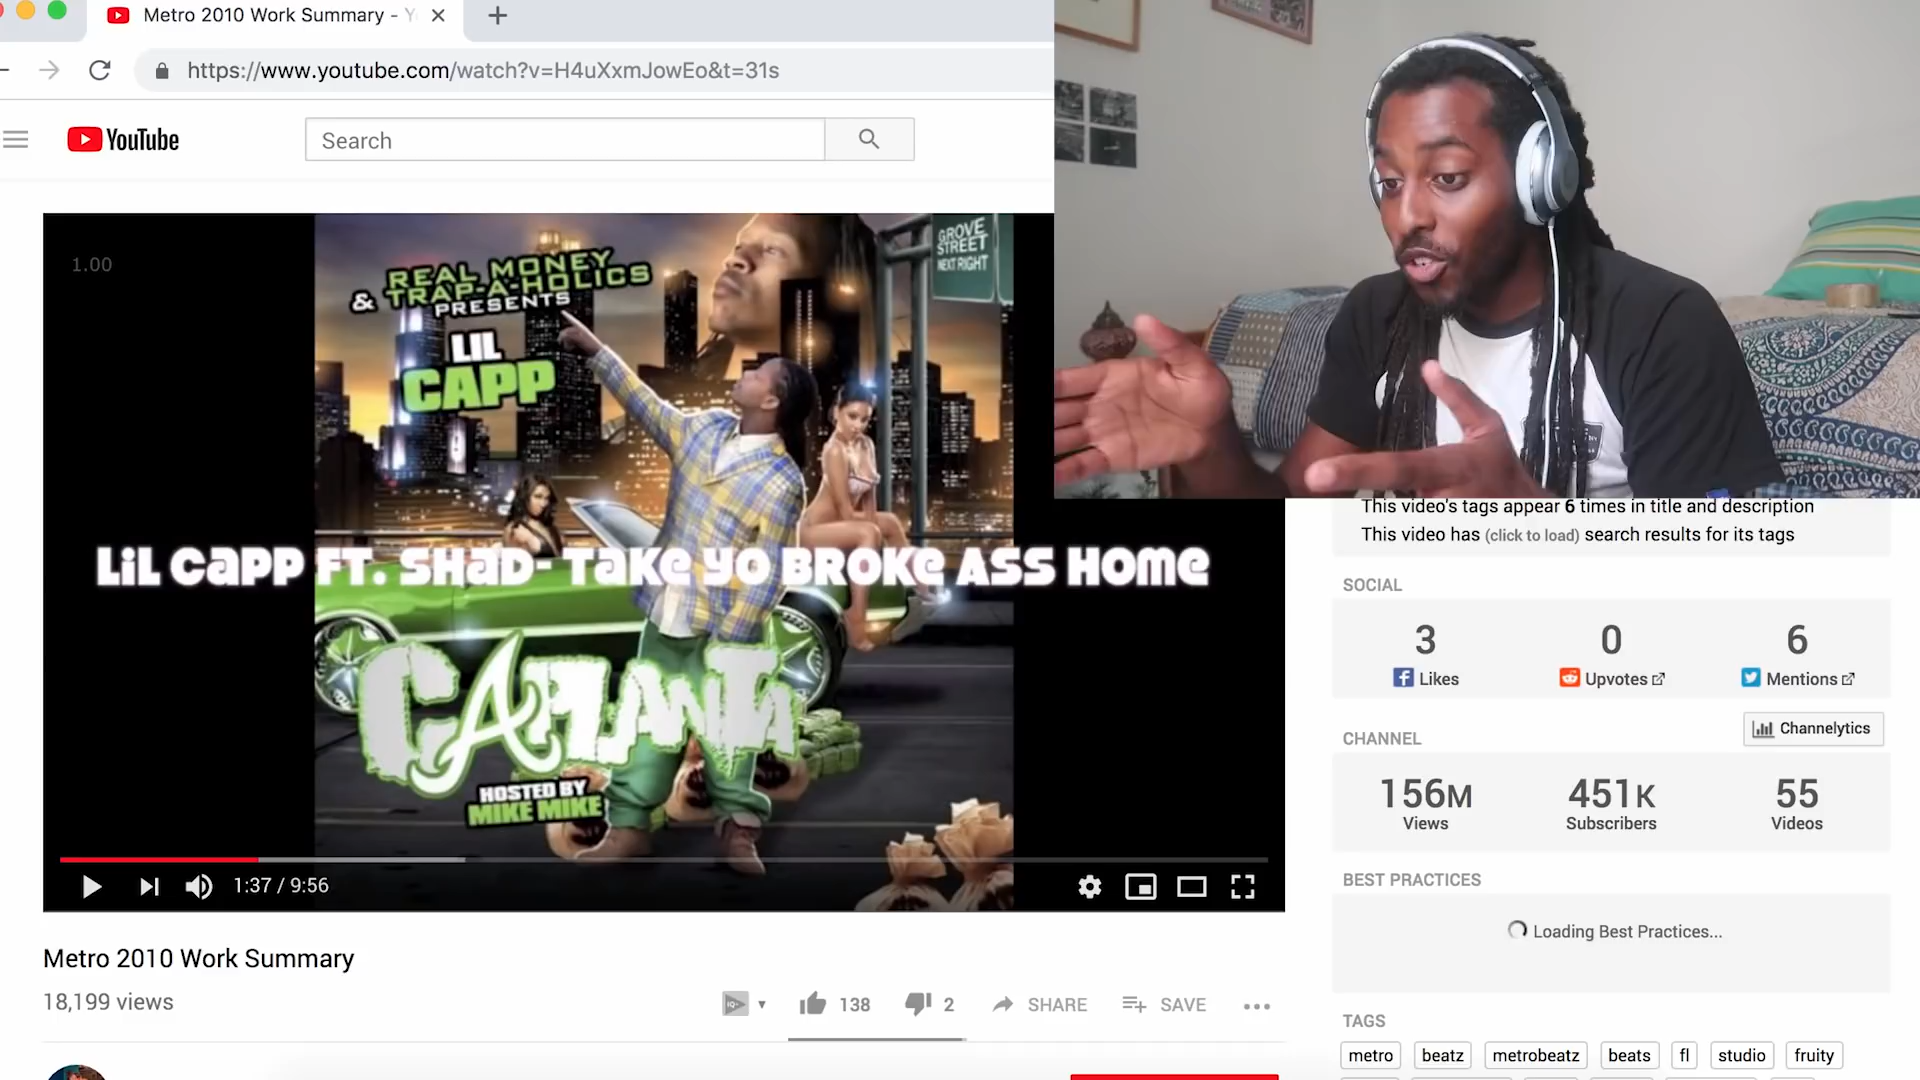 Metro 2010 Work Summary - Y
https://www.youtube.com/watch?v=H4uXxmJowEo&t=31s
YouTube
Search
1.00
REAL MONEY
& TRAP-A-HOLICS
PRESENTS
LIL
CAPP
GROVE
STREET
NEXT RIGHT
LiL Capp FT. Shad- Take yo Broke Ass Home
HOSTED BY
MIKE MIKE
1:37 / 9:56
Metro 2010 Work Summary
18,199 views
138
2
SHARE
SAVE
This video's tags appear 6 times in title and description
This video has (click to load) search results for its tags
SOCIAL
3
0
6
Likes
Upvotes
Mentions
CHANNEL
Channelytics
156M
451K
55
Views
Subscribers
Videos
BEST PRACTICES
Loading Best Practices...
TAGS
metro
beatz
metrobeatz
beats
fl
studio
fruity